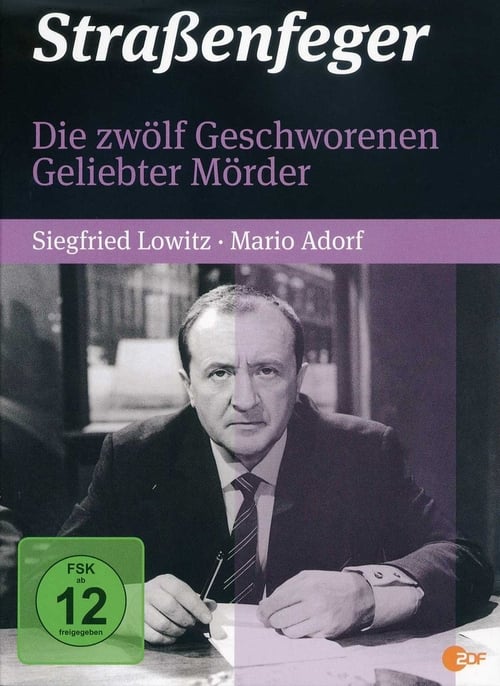 Straßenfeger
Die zwölf Geschworenen
Geliebter Mörder
Siegfried Lowitz · Mario Adorf
FSK
ab
12
freigegeben
ZDF